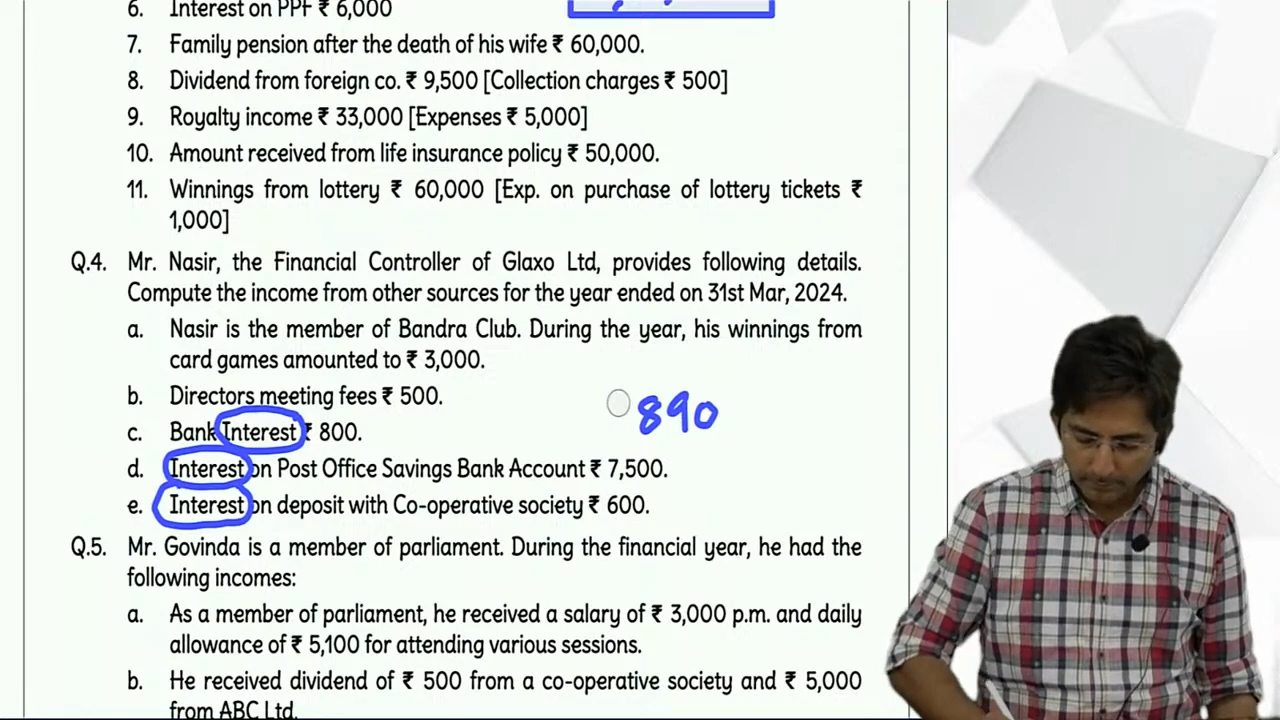 6. Interest on PPF ₹ 6,000
7. Family pension after the death of his wife ₹ 60,000.
8. Dividend from foreign co. ₹ 9,500 [Collection charges ₹ 500]
9. Royalty income ₹ 33,000 [Expenses ₹ 5,000]
10. Amount received from life insurance policy ₹ 50,000.
11. Winnings from lottery ₹ 60,000 [Exp. on purchase of lottery tickets ₹
1,000]
Q.4. Mr. Nasir, the Financial Controller of Glaxo Ltd, provides following details.
Compute the income from other sources for the year ended on 31st Mar, 2024.
a. Nasir is the member of Bandra Club. During the year, his winnings from
card games amounted to ₹ 3,000.
b. Directors meeting fees ₹ 500.
890
c. Bank Interest ₹ 800.
d. Interest on Post Office Savings Bank Account ₹ 7,500.
e. Interest on deposit with Co-operative society ₹ 600.
Q.5. Mr. Govinda is a member of parliament. During the financial year, he had the
following incomes:
a. As a member of parliament, he received a salary of ₹ 3,000 p.m. and daily
allowance of ₹ 5,100 for attending various sessions.
b. He received dividend of ₹ 500 from a co-operative society and ₹ 5,000
from ABC Ltd.